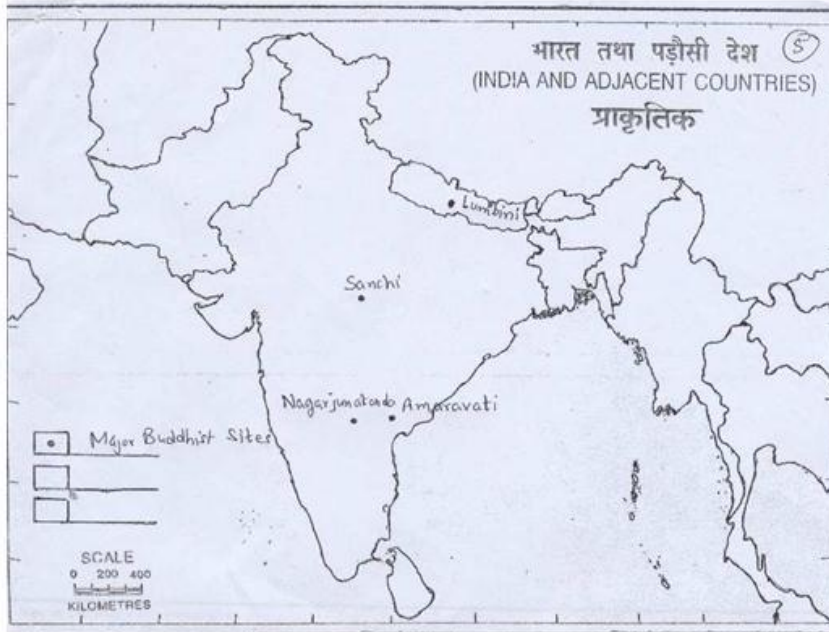 भारत तथा पड़ौसी देश 5
(INDIA AND ADJACENT COUNTRIES)
प्राकृतिक
Lumbini
Sanchi
Nagarjunakonda Amaravati
Major Buddhist Sites
SCALE
0 200 400
KILOMETRES